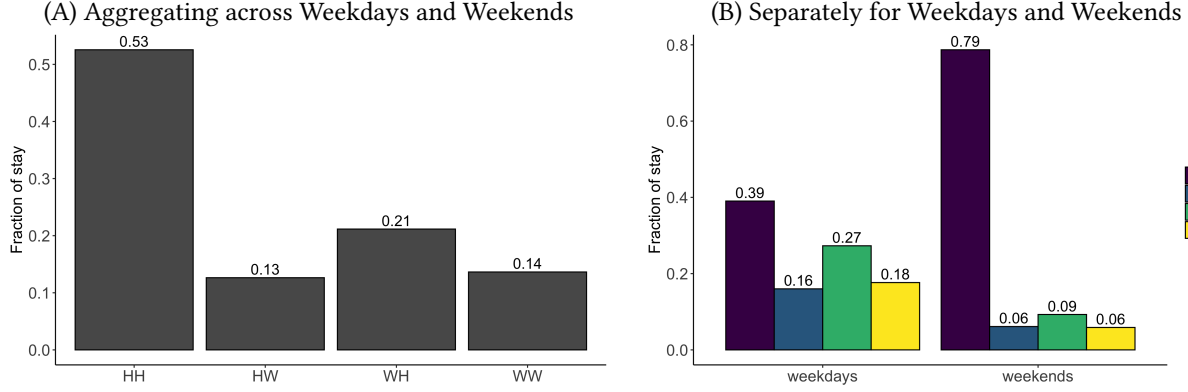 (A) Aggregating across Weekdays and Weekends
0.53
0.5
0.4
0.3
0.2
0.1
0.0
Fraction of stay
0.13
0.21
0.14
HH
HW
WH
WW
(B) Separately for Weekdays and Weekends
0.8
0.6
0.4
0.2
0.0
Fraction of stay
0.39
0.16
0.27
0.18
0.79
0.06
0.09
0.06
weekdays
weekends